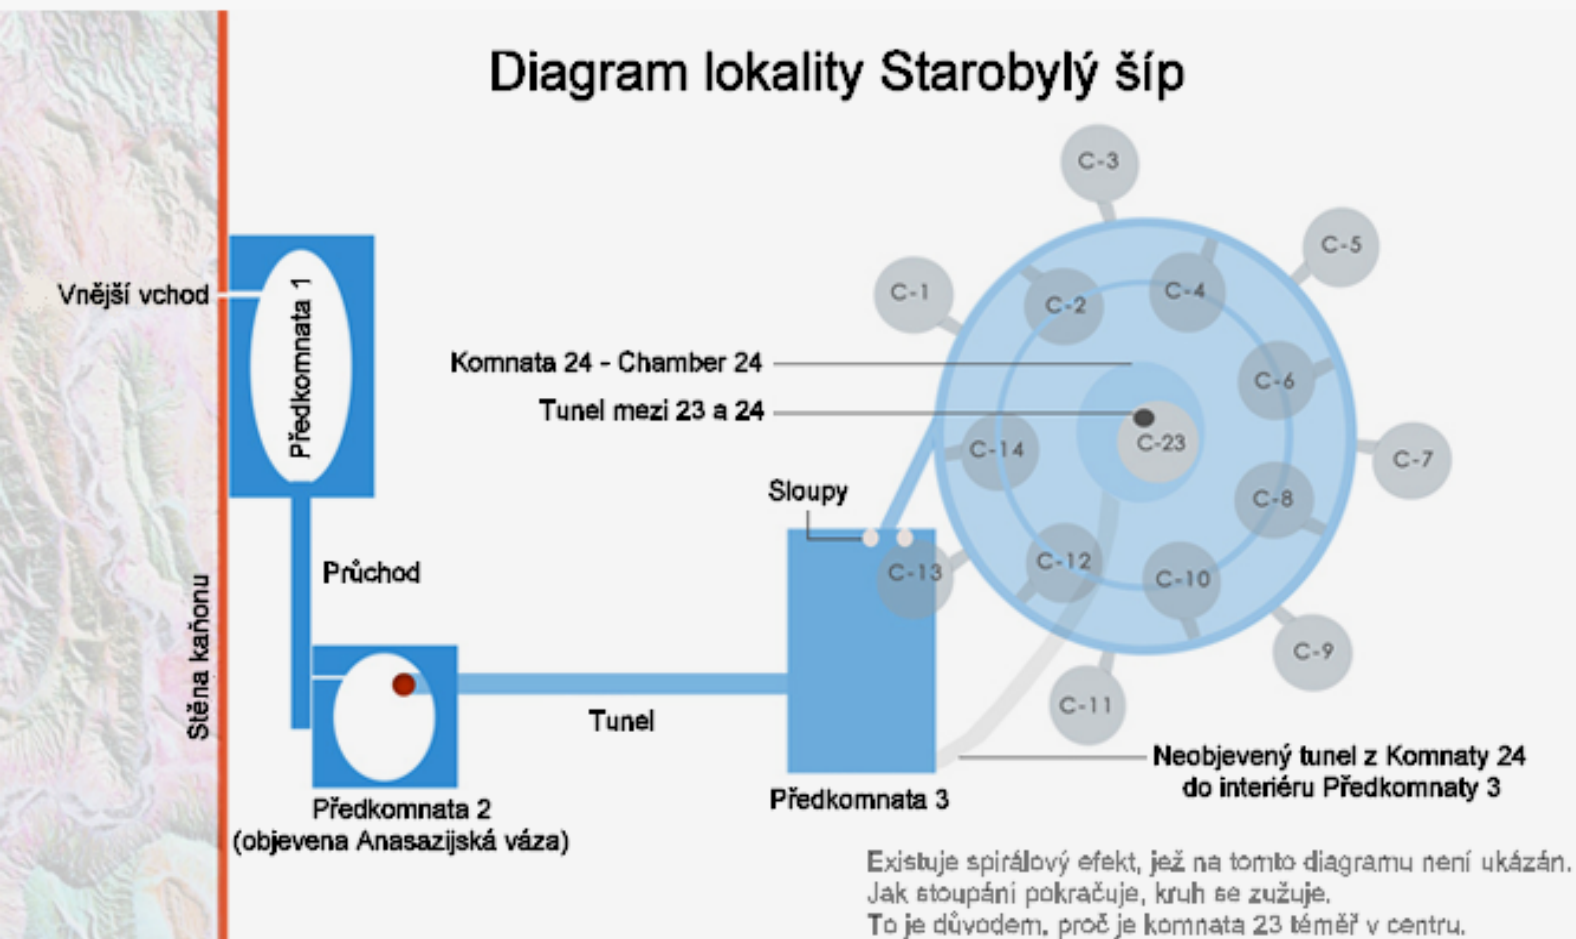 Diagram lokality Starobylý šíp
C-3
C-5
C-1
Vnější vchod
Předkomnata 1
C-2
C-4
Komnata 24 - Chamber 24
C-6
Tunel mezi 23 a 24
C-23
C-14
C-7
Sloupy
C-8
Průchod
C-13
C-12
C-10
Stěna kaňonu
C-9
C-11
Tunel
Neobjevený tunel z Komnaty 24
do interiéru Předkomnaty 3
Předkomnata 3
Předkomnata 2
(objevena Anasazijská váza)
Existuje spirálový efekt, jež na tomto diagramu není ukázán.
Jak stoupání pokračuje, kruh se zužuje.
To je důvodem, proč je komnata 23 téměř v centru.